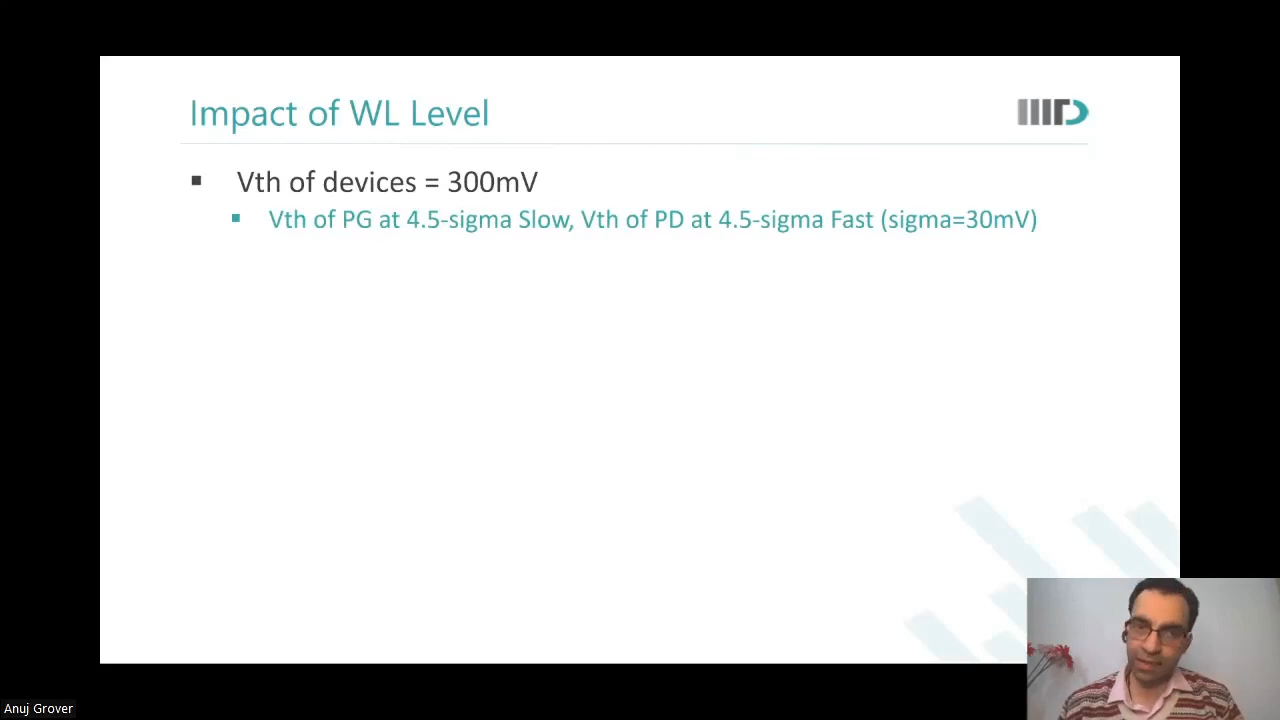 Impact of WL Level
IIITD
▪ Vth of devices = 300mV
▪ Vth of PG at 4.5-sigma Slow, Vth of PD at 4.5-sigma Fast (sigma=30mV)
Anuj Grover